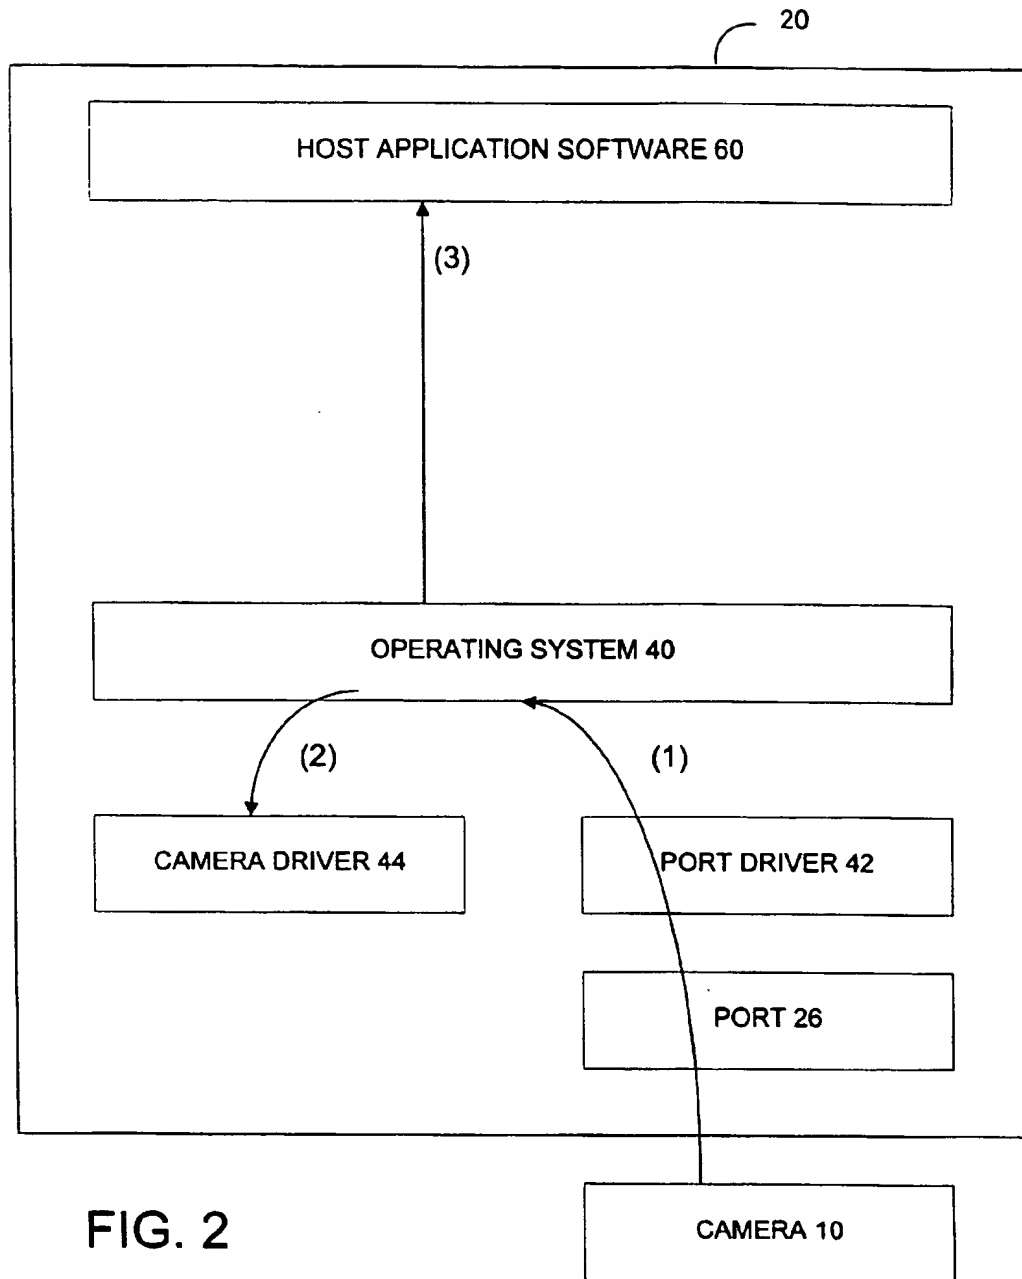 20
HOST APPLICATION SOFTWARE 60
(3)
OPERATING SYSTEM 40
(2)
(1)
CAMERA DRIVER 44
PORT DRIVER 42
PORT 26
FIG. 2
CAMERA 10